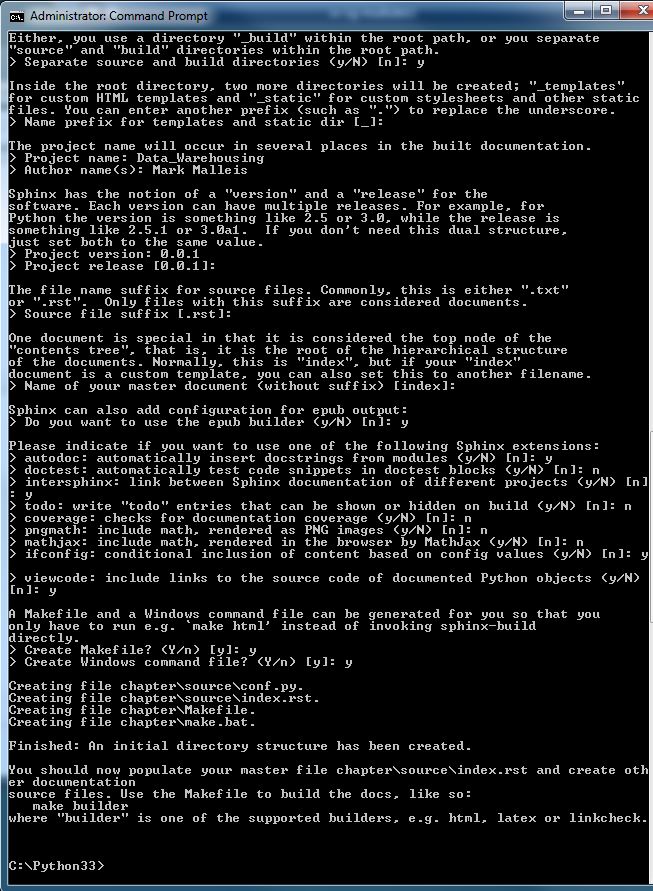 Administrator: Command Prompt
Either, you use a directory "_build" within the root path, or you separate
"source" and "build" directories within the root path.
> Separate source and build directories (y/N) [n]: y
Inside the root directory, two more directories will be created; "_templates"
for custom HTML templates and "_static" for custom stylesheets and other static
files. You can enter another prefix (such as ".") to replace the underscore.
> Name prefix for templates and static dir [_]:
The project name will occur in several places in the built documentation.
> Project name: Data_Warehousing
> Author name(s): Mark Malleis
Sphinx has the notion of a "version" and a "release" for the
software. Each version can have multiple releases. For example, for
Python the version is something like 2.5 or 3.0, while the release is
something like 2.5.1 or 3.0a1.  If you don't need this dual structure,
just set both to the same value.
> Project version: 0.0.1
> Project release [0.0.1]:
The file name suffix for source files. Commonly, this is either ".txt"
or ".rst".  Only files with this suffix are considered documents.
> Source file suffix [.rst]:
One document is special in that it is considered the top node of the
"contents tree", that is, it is the root of the hierarchical structure
of the documents. Normally, this is "index", but if your "index"
document is a custom template, you can also set this to another filename.
> Name of your master document (without suffix) [index]:
Sphinx can also add configuration for epub output:
> Do you want to use the epub builder (y/N) [n]: y
Please indicate if you want to use one of the following Sphinx extensions:
> autodoc: automatically insert docstrings from modules (y/N) [n]: y
> doctest: automatically test code snippets in doctest blocks (y/N) [n]: n
> intersphinx: link between Sphinx documentation of different projects (y/N) [n]
: y
> todo: write "todo" entries that can be shown or hidden on build (y/N) [n]: n
> coverage: checks for documentation coverage (y/N) [n]: n
> pngmath: include math, rendered as PNG images (y/N) [n]: n
> mathjax: include math, rendered in the browser by MathJax (y/N) [n]: n
> ifconfig: conditional inclusion of content based on config values (y/N) [n]: y
> viewcode: include links to the source code of documented Python objects (y/N)
[n]: y
A Makefile and a Windows command file can be generated for you so that you
only have to run e.g. `make html' instead of invoking sphinx-build
directly.
> Create Makefile? (Y/n) [y]: y
> Create Windows command file? (Y/n) [y]: y
Creating file chapter\source\conf.py.
Creating file chapter\source\index.rst.
Creating file chapter\Makefile.
Creating file chapter\make.bat.
Finished: An initial directory structure has been created.
You should now populate your master file chapter\source\index.rst and create oth
er documentation
source files. Use the Makefile to build the docs, like so:
   make builder
where "builder" is one of the supported builders, e.g. html, latex or linkcheck.
C:\Python33>